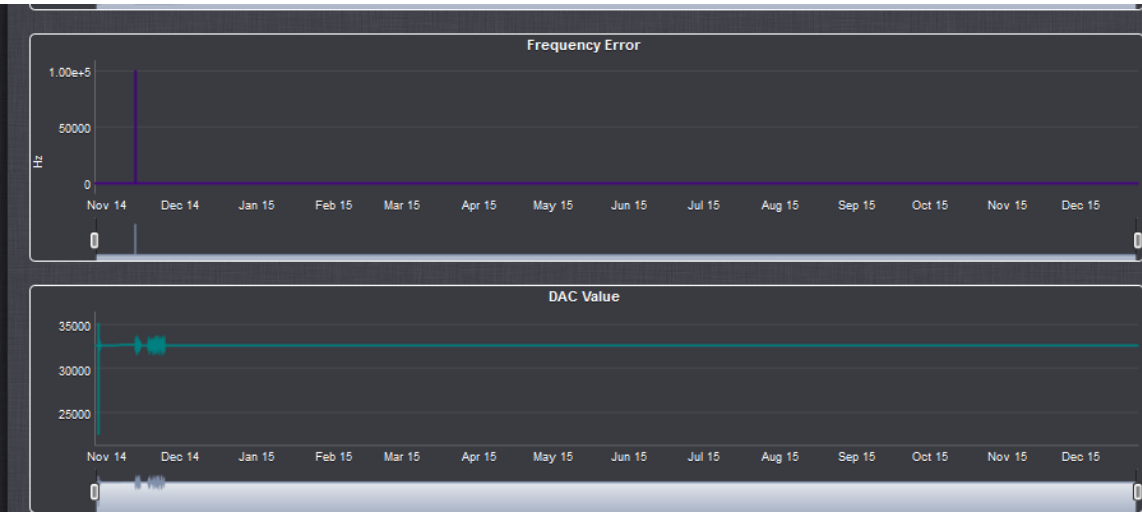 Frequency Error
1.00e+5
50000
Hz
0
Nov 14 Dec 14 Jan 15 Feb 15 Mar 15 Apr 15 May 15 Jun 15 Jul 15 Aug 15 Sep 15 Oct 15 Nov 15 Dec 15
DAC Value
35000
30000
25000
Nov 14 Dec 14 Jan 15 Feb 15 Mar 15 Apr 15 May 15 Jun 15 Jul 15 Aug 15 Sep 15 Oct 15 Nov 15 Dec 15